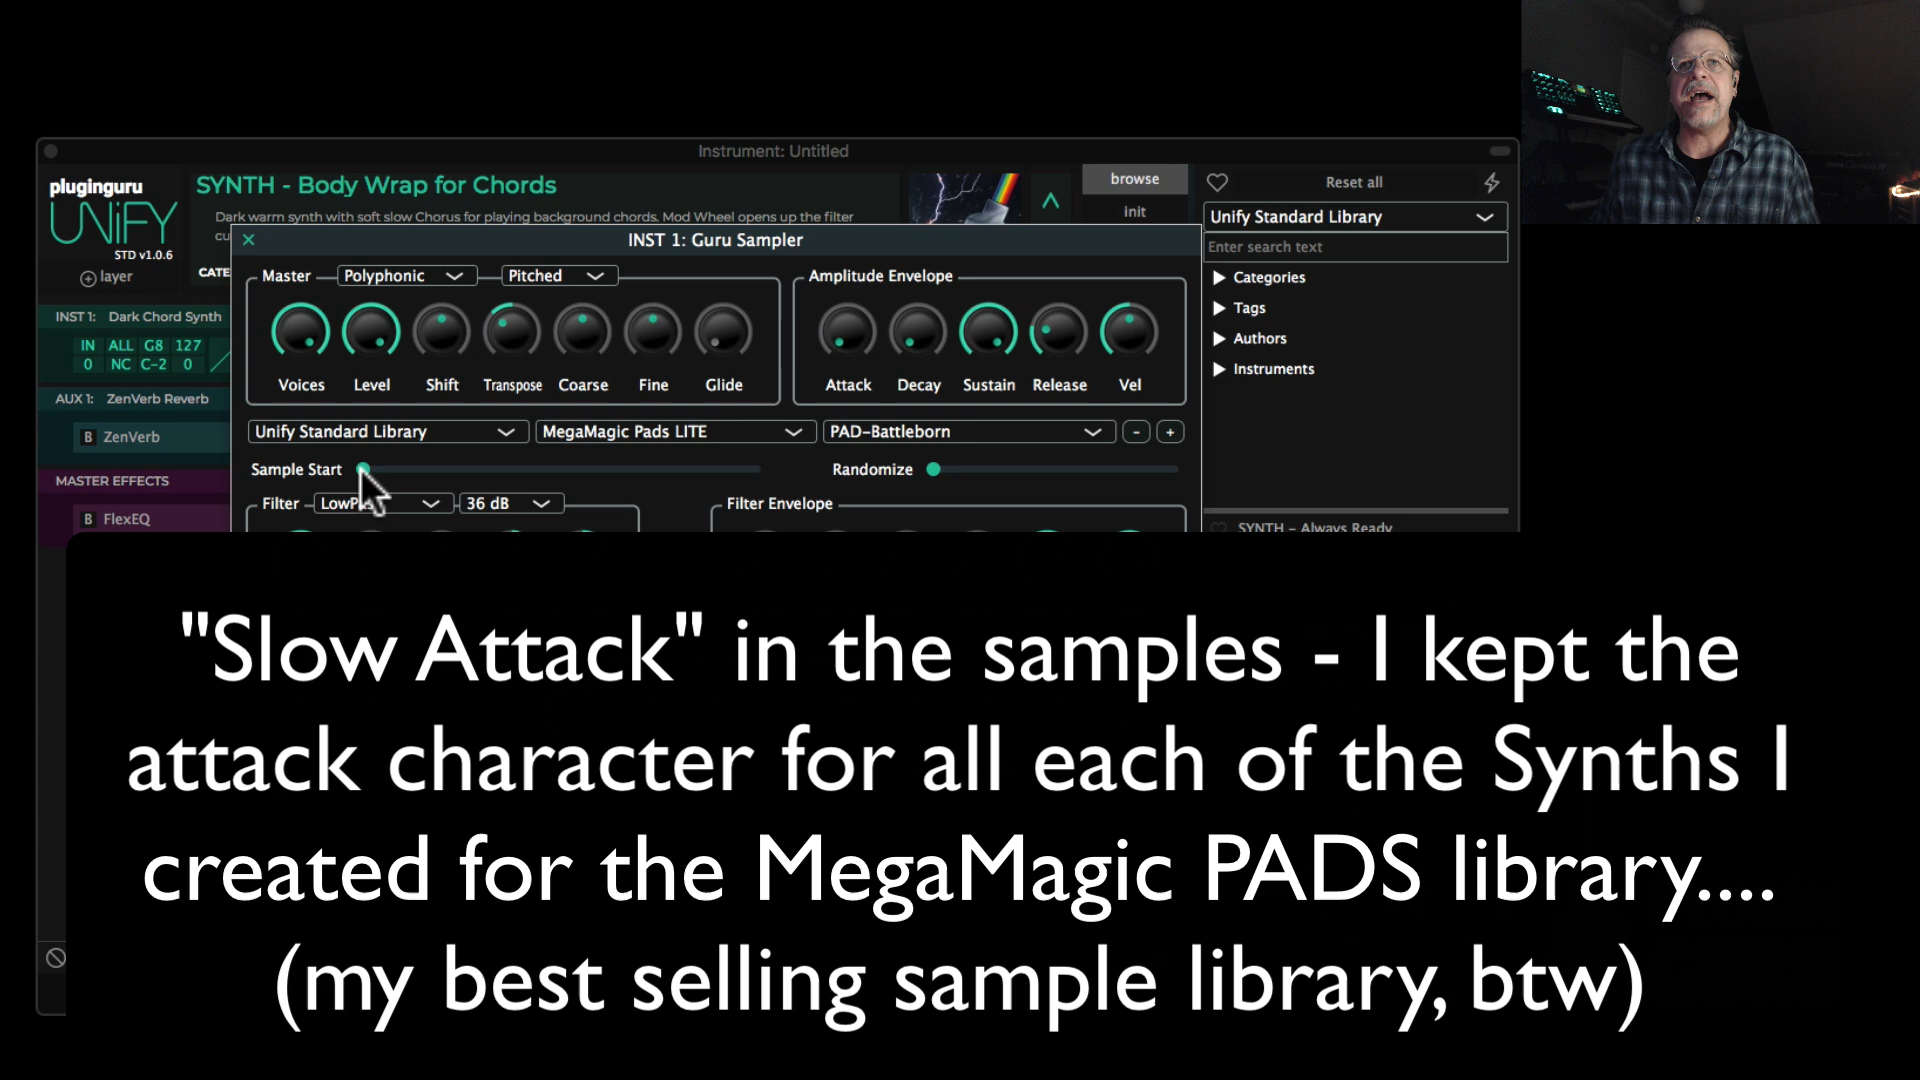 Instrument: Untitled
pluginguru
UNiFY
STD v1.0.6
layer
SYNTH - Body Wrap for Chords
Dark warm synth with soft slow Chorus for playing background chords. Mod Wheel opens up the filter
cu
CATE
browse
init
Reset all
Unify Standard Library
Enter search text
Categories
Tags
Authors
Instruments
SYNTH - Always Ready
INST 1: Dark Chord Synth
IN ALL G8 127
0 NC C-2 0
AUX 1: ZenVerb Reverb
B ZenVerb
MASTER EFFECTS
B FlexEQ
INST 1: Guru Sampler
Master Polyphonic Pitched
Voices Level Shift Transpose Coarse Fine Glide
Amplitude Envelope
Attack Decay Sustain Release Vel
Unify Standard Library MegaMagic Pads LITE PAD-Battleborn - +
Sample Start Randomize
Filter LowP 36 dB Filter Envelope
"Slow Attack" in the samples - I kept the
attack character for all each of the Synths I
created for the MegaMagic PADS library....
(my best selling sample library, btw)